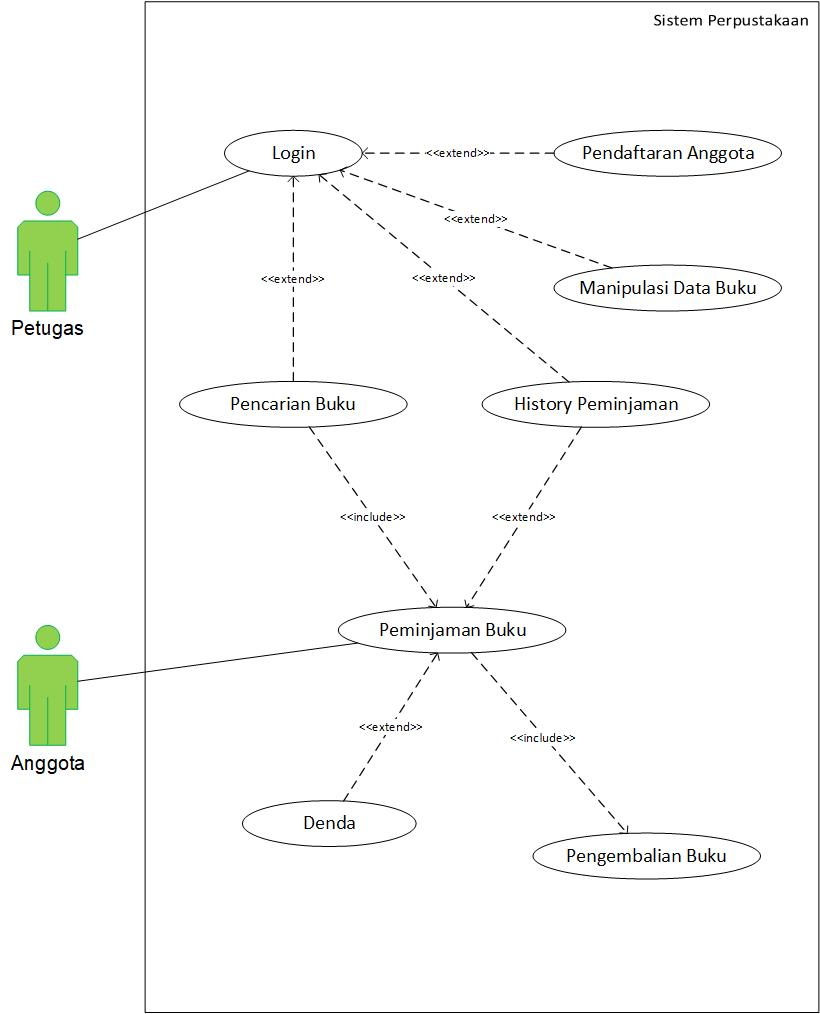 Sistem Perpustakaan
Login
<<extend>>
Pendaftaran Anggota
<<extend>>
Petugas
<<extend>>
<<extend>>
Manipulasi Data Buku
Pencarian Buku
History Peminjaman
<<include>>
<<extend>>
Peminjaman Buku
Anggota
<<extend>>
<<include>>
Denda
Pengembalian Buku